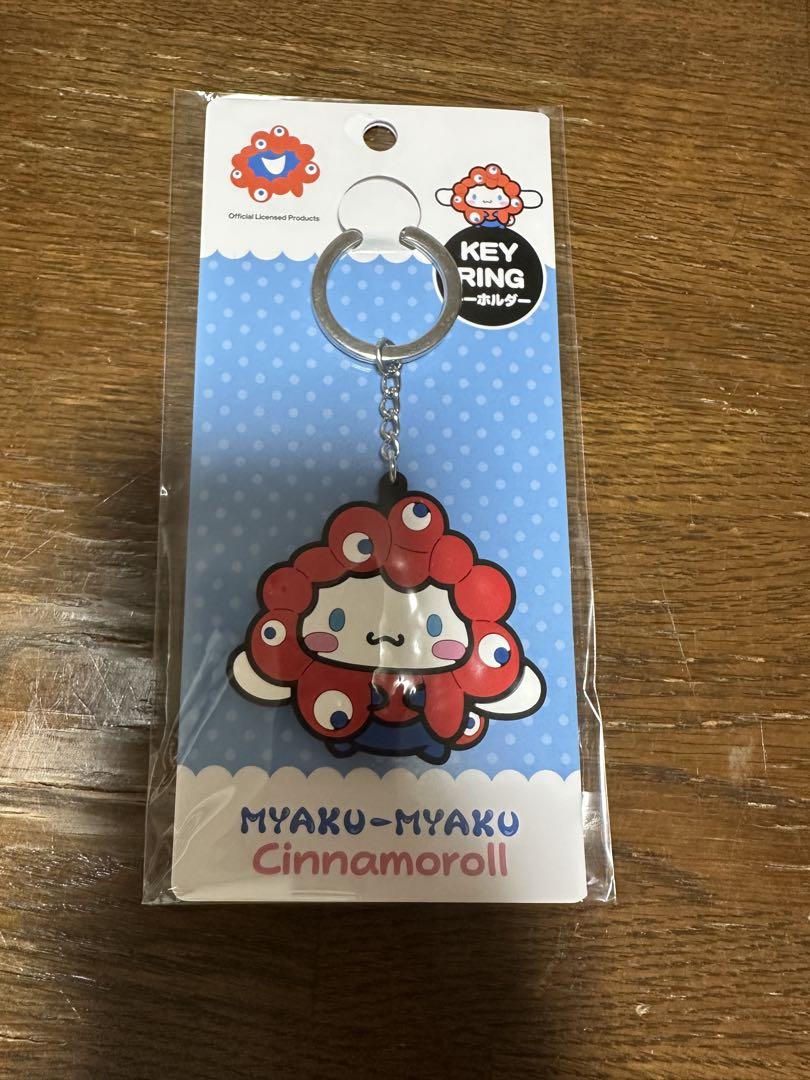 Official Licensed Products
KEY
RING
ーホルダー
MYAKU-MYAKU
Cinnamoroll